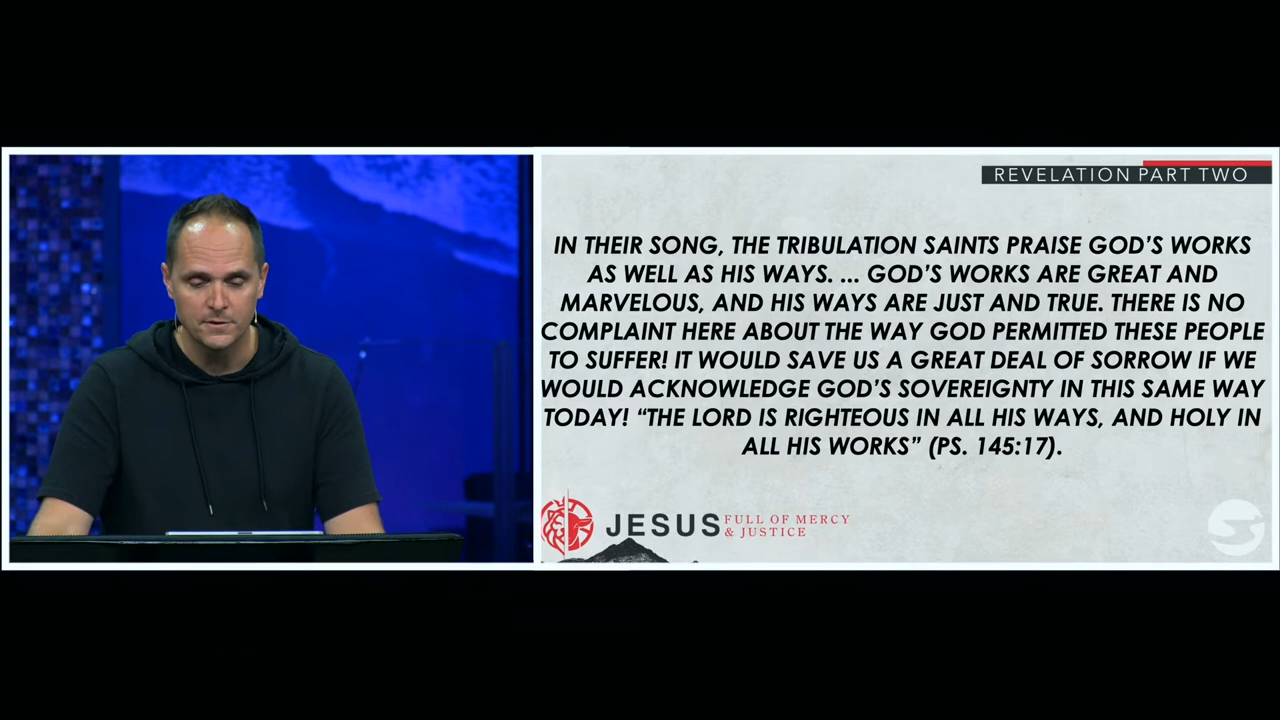 REVELATION PART TWO
IN THEIR SONG, THE TRIBULATION SAINTS PRAISE GOD'S WORKS
AS WELL AS HIS WAYS. ... GOD'S WORKS ARE GREAT AND
MARVELOUS, AND HIS WAYS ARE JUST AND TRUE. THERE IS NO
COMPLAINT HERE ABOUT THE WAY GOD PERMITTED THESE PEOPLE
TO SUFFER! IT WOULD SAVE US A GREAT DEAL OF SORROW IF WE
WOULD ACKNOWLEDGE GOD'S SOVEREIGNTY IN THIS SAME WAY
TODAY! “THE LORD IS RIGHTEOUS IN ALL HIS WAYS, AND HOLY IN
ALL HIS WORKS” (PS. 145:17).
JESUS
FULL OF MERCY
& JUSTICE